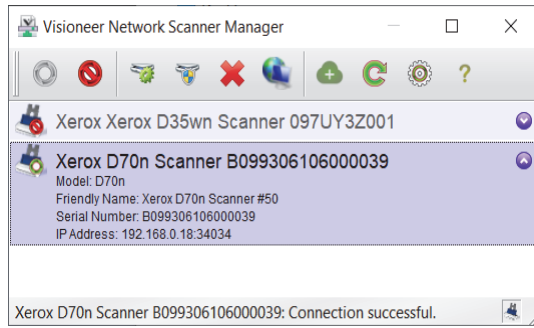 Visioneer Network Scanner Manager
?
Xerox Xerox D35wn Scanner 097UY3Z001
Xerox D70n Scanner B099306106000039
Model: D70n
Friendly Name: Xerox D70n Scanner #50
Serial Number: B099306106000039
IP Address: 192.168.0.18:34034
Xerox D70n Scanner B099306106000039: Connection successful.